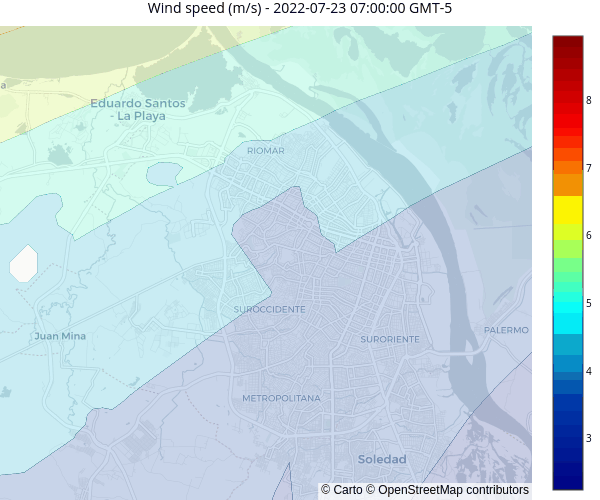 Wind speed (m/s) - 2022-07-23 07:00:00 GMT-5
a
Eduardo Santos
- La Playa
8
RIOMAR
7
6
5
SUROCCIDENTE
PALERMO
Juan Mina
SURORIENTE
4
METROPOLITANA
3
Soledad
© Carto © OpenStreetMap contributors